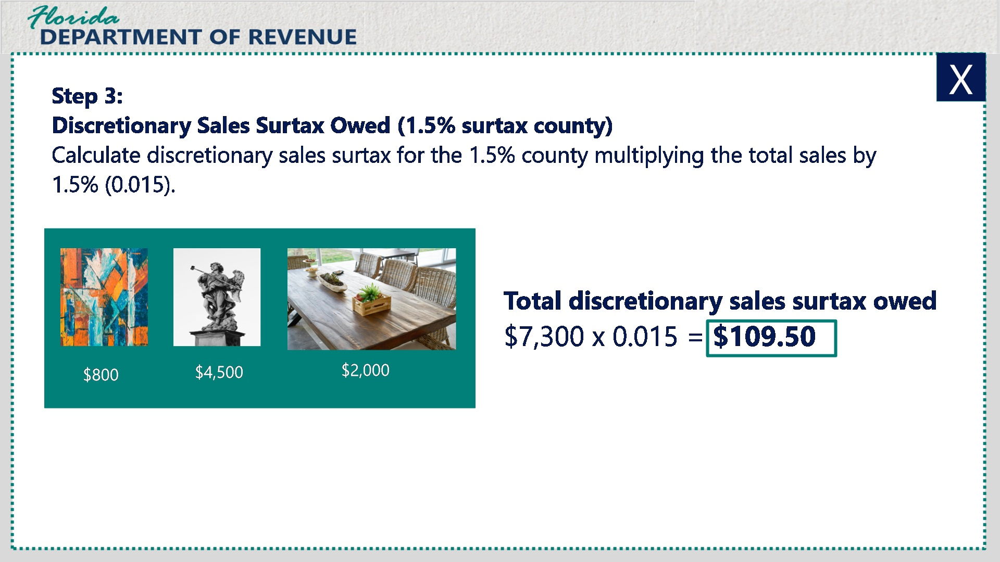 Florida
DEPARTMENT OF REVENUE
X
Step 3:
Discretionary Sales Surtax Owed (1.5% surtax county)
Calculate discretionary sales surtax for the 1.5% county multiplying the total sales by
1.5% (0.015).
$800
$4,500
$2,000
Total discretionary sales surtax owed
$7,300 x 0.015 = $109.50